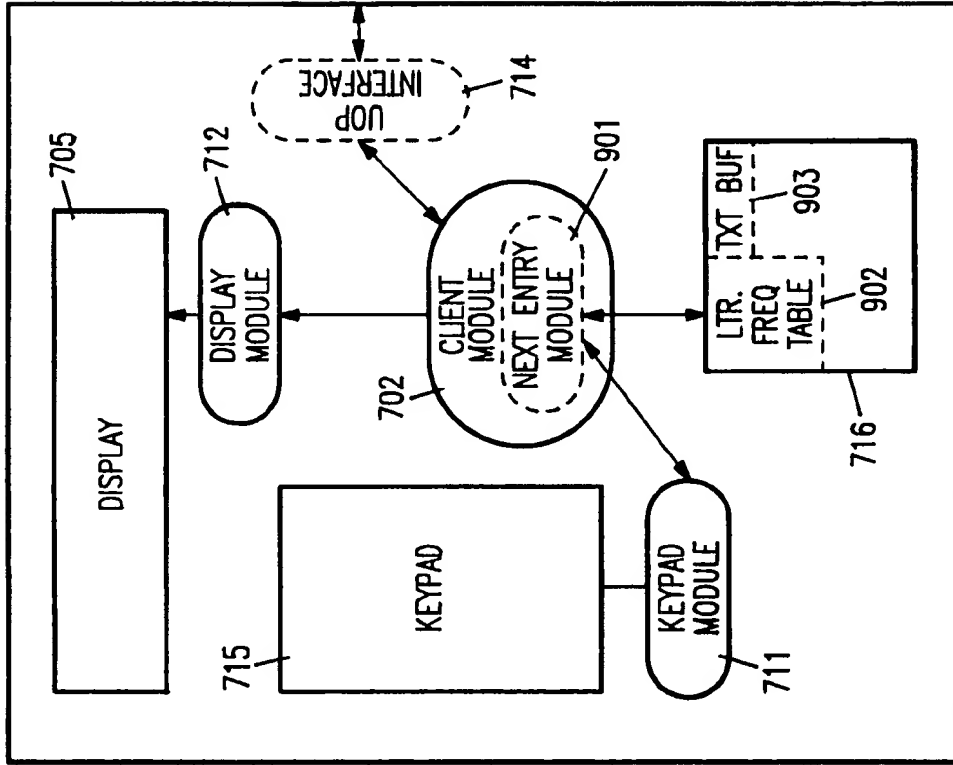 705
DISPLAY
712
DISPLAY
MODULE
UOP
INTERFACE
714
715
KEYPAD
702
CLIENT
MODULE
NEXT ENTRY
MODULE
901
KEYPAD
MODULE
711
LTR.
FREQ
TABLE
902
TXT BUF
903
716